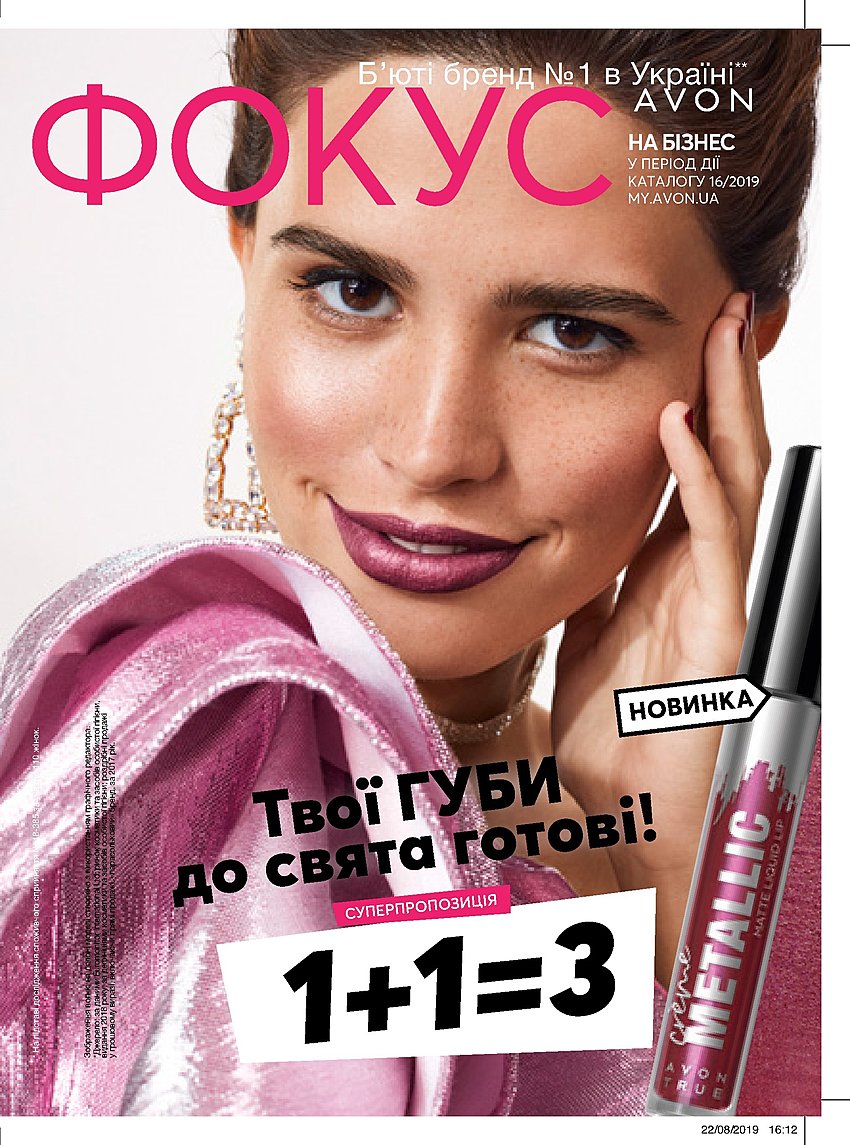 Б'юті бренд №1 в Україні**
AVON
ФОКУС
НА БІЗНЕС
У ПЕРІОД ДІЇ
КАТАЛОГУ 16/2019
MY.AVON.UA
НОВИНКА
Твої ГУБИ
до свята готові!
СУПЕРПРОПОЗИЦІЯ
1+1=3
crème
METALLIC
MATTE LIQUID LIP
AVON
TRUE
22/08/2019 16:12